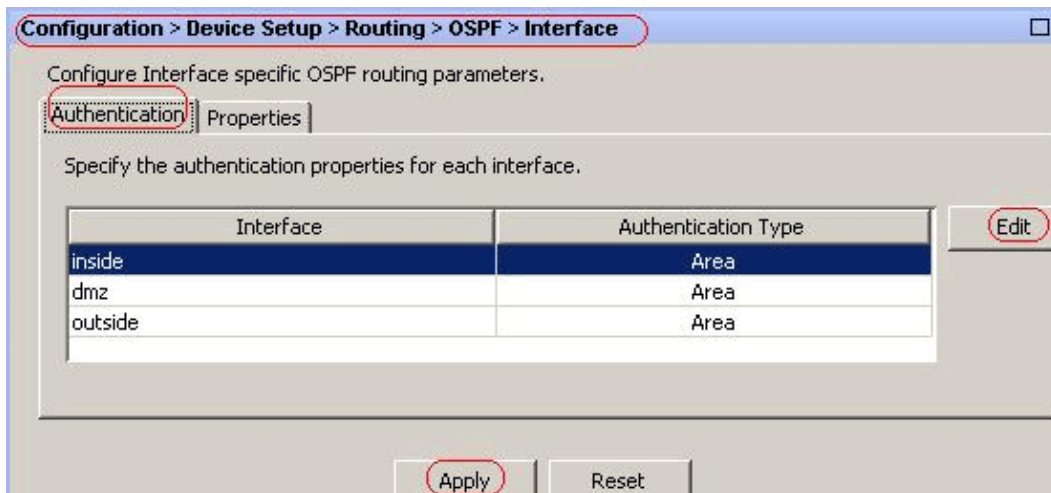 Configuration > Device Setup > Routing > OSPF > Interface
Configure Interface specific OSPF routing parameters.
Authentication Properties
Specify the authentication properties for each interface.
Interface Authentication Type
Edit
inside Area
dmz Area
outside Area
Apply Reset